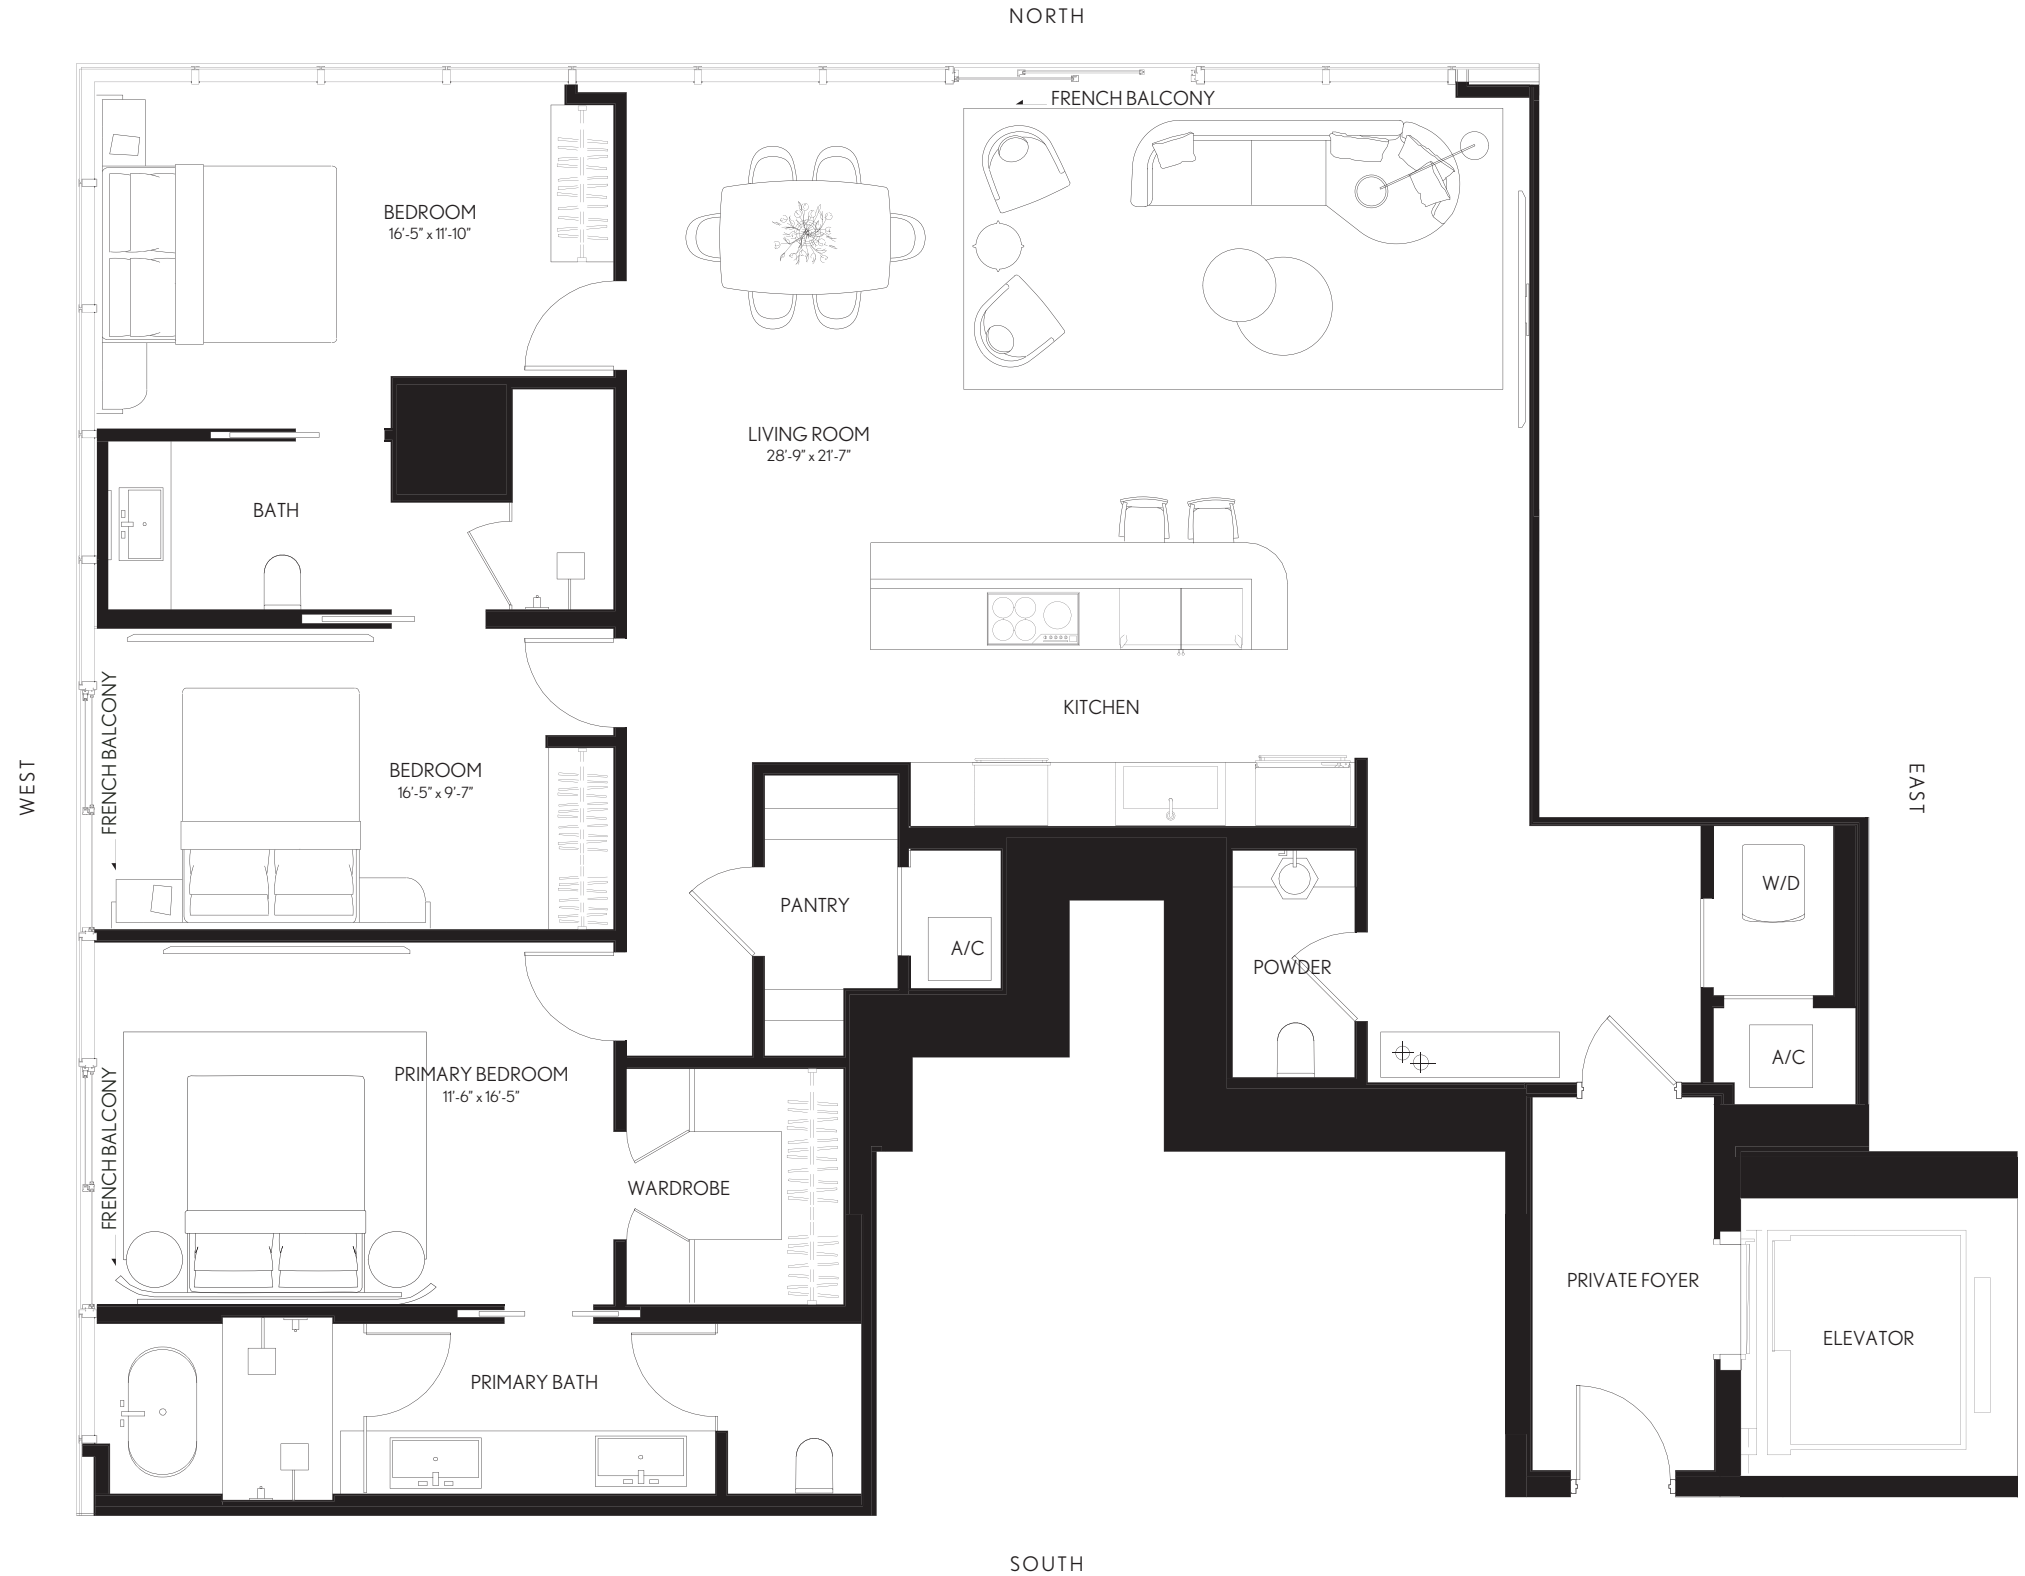 NORTH
FRENCH BALCONY
BEDROOM
16'-5" x 11'-10"
LIVING ROOM
28'-9" x 21'-7"
BATH
KITCHEN
WEST
FRENCH BALCONY
BEDROOM
16'-5" x 9'-7"
EAST
W/D
PANTRY
A/C
POWDER
A/C
FRENCH BALCONY
PRIMARY BEDROOM
11'-6" x 16'-5"
WARDROBE
PRIVATE FOYER
ELEVATOR
PRIMARY BATH
SOUTH